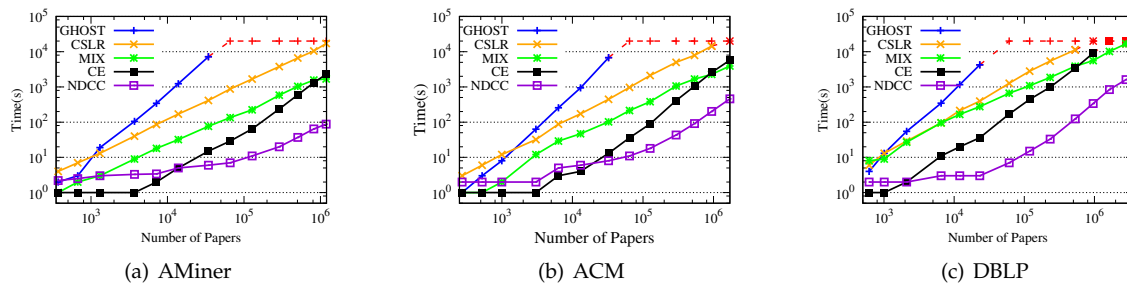 10^5
10^4
10^3
10^2
10^1
10^0
Time(s)
GHOST
CSLR
MIX
CE
NDCC
10^3
10^4
10^5
10^6
Number of Papers
(a) AMiner
10^5
10^4
10^3
10^2
10^1
10^0
Time(s)
GHOST
CSLR
MIX
CE
NDCC
10^3
10^4
10^5
10^6
Number of Papers
(b) ACM
10^5
10^4
10^3
10^2
10^1
10^0
Time(s)
GHOST
CSLR
MIX
CE
NDCC
10^3
10^4
10^5
10^6
Number of Papers
(c) DBLP